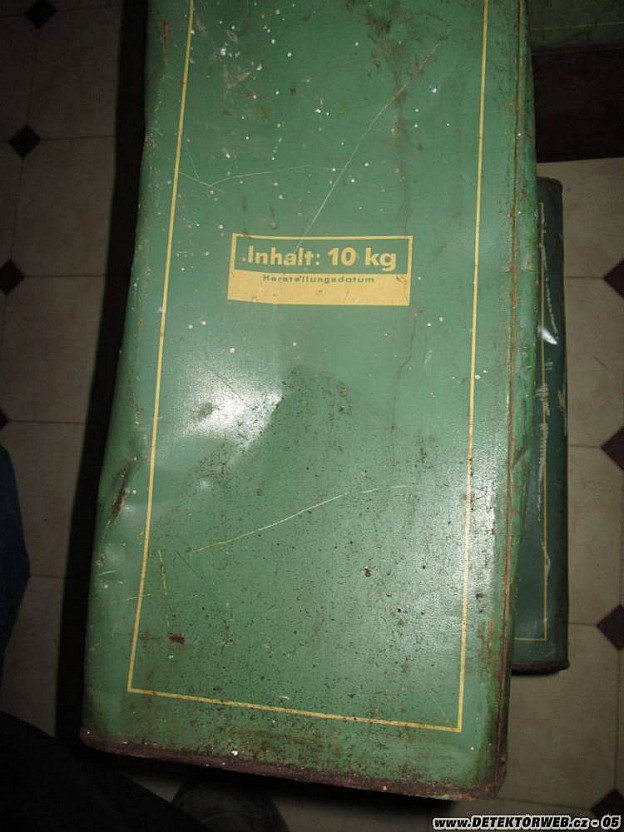 Inhalt: 10 kg
Herstellungsdatum
www.DETEKTORWEB.cz - 05